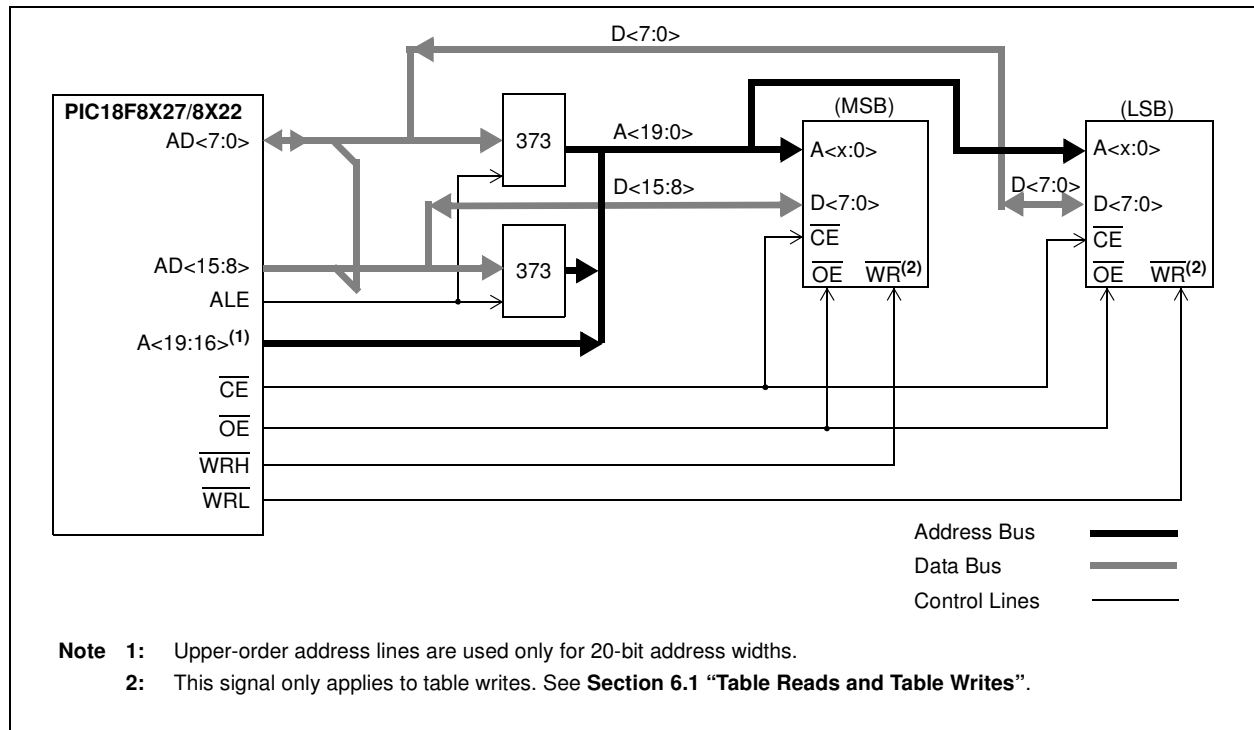 D<7:0>
PIC18F8X27/8X22
AD<7:0>
373
A<19:0>
(MSB)
A<x:0>
(LSB)
A<x:0>
D<15:8>
D<7:0>
D<7:0>
D<7:0>
CE
CE
AD<15:8>
373
OE
WR(2)
OE
WR(2)
ALE
A<19:16>(1)
CE
OE
WRH
WRL
Address Bus
Data Bus
Control Lines
Note 1: Upper-order address lines are used only for 20-bit address widths.
2: This signal only applies to table writes. See Section 6.1 “Table Reads and Table Writes”.